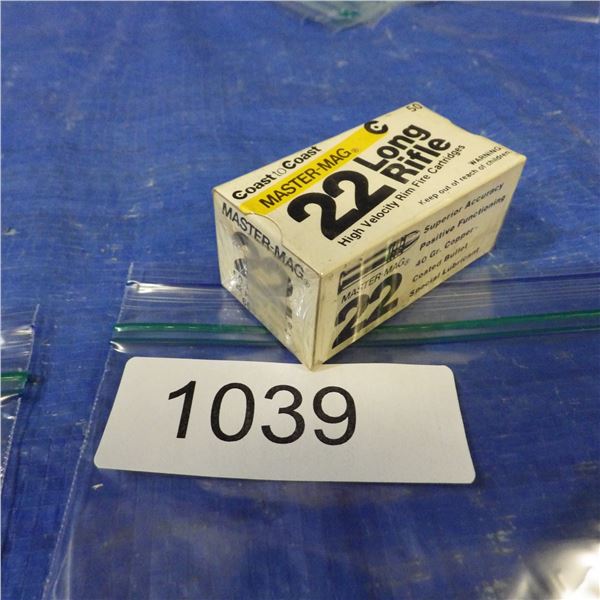 Coast to Coast
MASTER-MAG®
C
50
22 Long
Rifle
High Velocity Rim Fire Cartridges
WARNING:
Keep out of reach of children.
MASTER-MAG®
22
MASTER-MAG®
22
Superior Accuracy
Positive Functioning
40 Gr. Copper-
Coated Bullet
Special Lubricant
1039